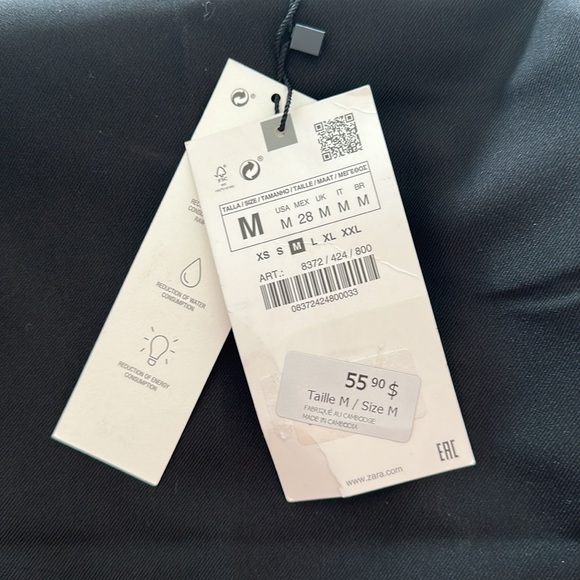 FSC
TALLA / SIZE / TAMANHO / TAILLE / MAAT / ΜΕΓΕΘΟΣ
M
USA MEX UK IT BR
M 28 M M M
XS S M L XL XXL
ART.: 8372 / 424 / 800
08372424800033
55 90 $
Taille M / Size M
FABRIQUÉ AU CAMBODGE
MADE IN CAMBODIA
www.zara.com
EAC
REDUCTION OF WATER
CONSUMPTION
REDUCTION OF ENERGY
CONSUMPTION